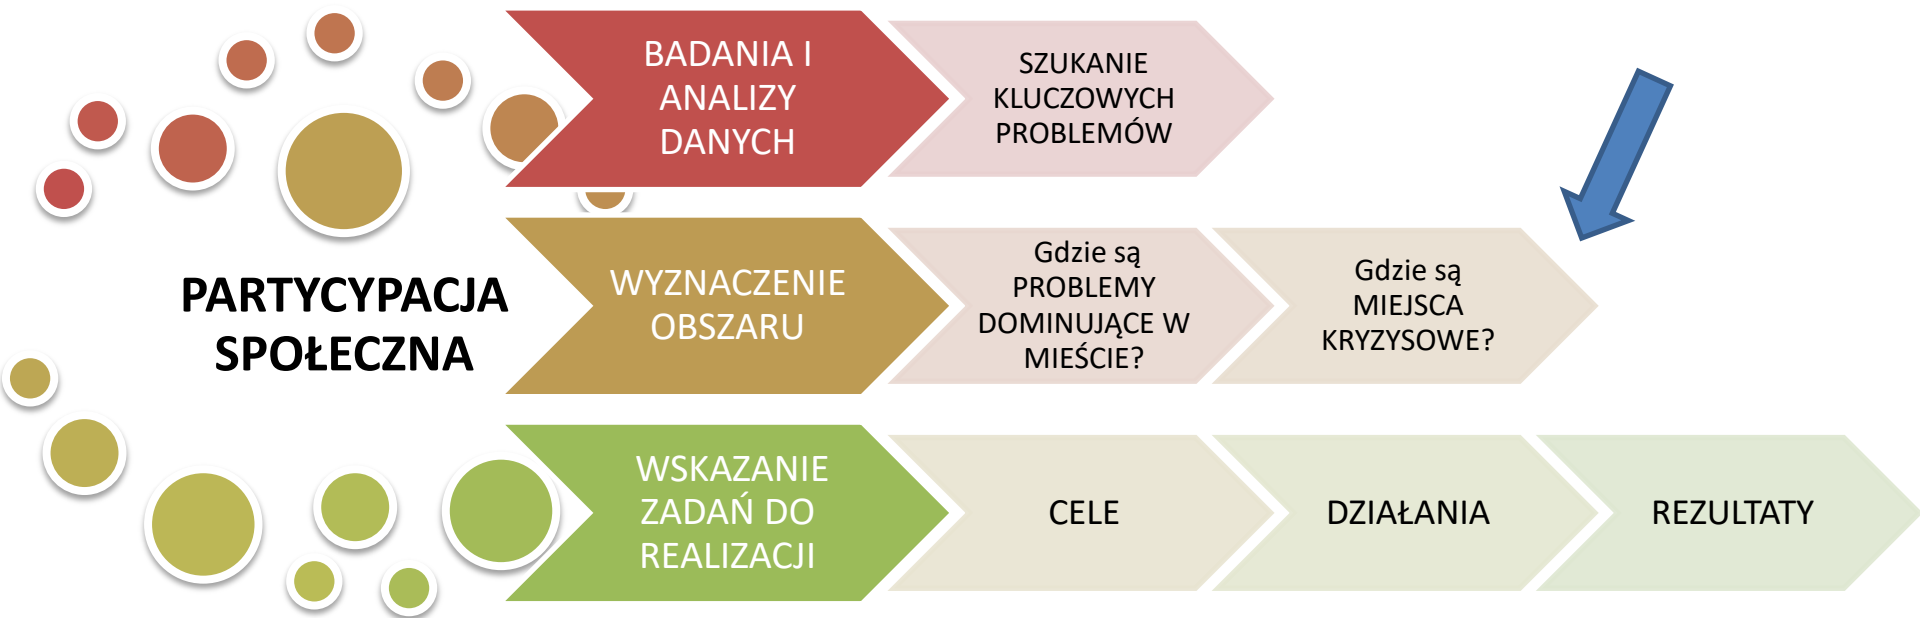 PARTYCYPACJA
SPOŁECZNA
BADANIA I
ANALIZY
DANYCH
SZUKANIE
KLUCZOWYCH
PROBLEMÓW
WYZNACZENIE
OBSZARU
Gdzie są
PROBLEMY
DOMINUJĄCE W
MIEŚCIE?
Gdzie są
MIEJSCA
KRYZYSOWE?
WSKAZANIE
ZADAŃ DO
REALIZACJI
CELE
DZIAŁANIA
REZULTATY